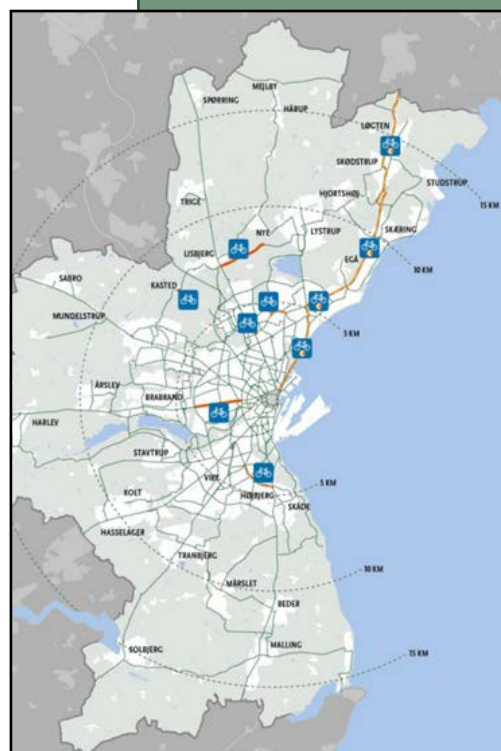 MEJLBY
SPØRRING
HÅRUP
LØGTEN
SKØDSTRUP
STUDSTRUP
HJORTSHØJ
TRIGE
15 KM
NYE
LYSTRUP
SKÆRING
LISBJERG
EGÅ
10 KM
SABRO
KASTED
MUNDELSTRUP
5 KM
ÅRSLEV
BRABRAND
HARLEV
STAVTRUP
VIBY
5 KM
KOLT
HØJBJERG
SKÅDE
HASSELAGER
TRANBJERG
10 KM
MÅRSLET
BEDER
MALLING
SOLBJERG
15 KM